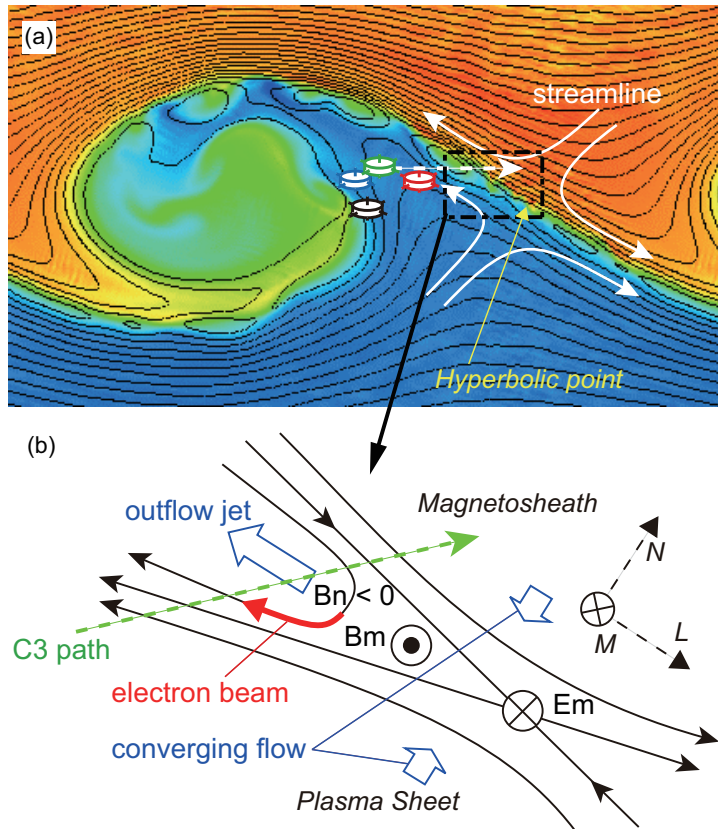 (a)
streamline
Hyperbolic point
(b)
outflow jet
Magnetosheath
N
Bn < 0
M
L
Bm
C3 path
electron beam
Em
converging flow
Plasma Sheet